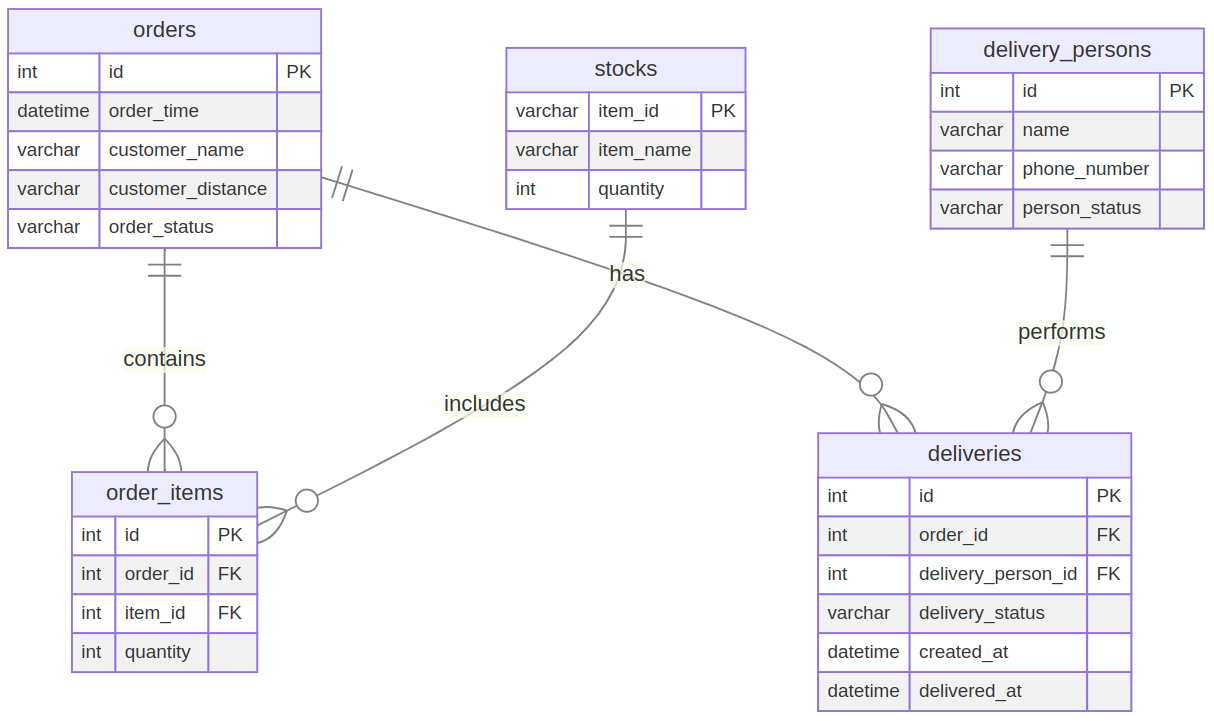 orders
int id PK
datetime order_time
varchar customer_name
varchar customer_distance
varchar order_status
stocks
varchar item_id PK
varchar item_name
int quantity
delivery_persons
int id PK
varchar name
varchar phone_number
varchar person_status
has
performs
contains
includes
order_items
int id PK
int order_id FK
int item_id FK
int quantity
deliveries
int id PK
int order_id FK
int delivery_person_id FK
varchar delivery_status
datetime created_at
datetime delivered_at